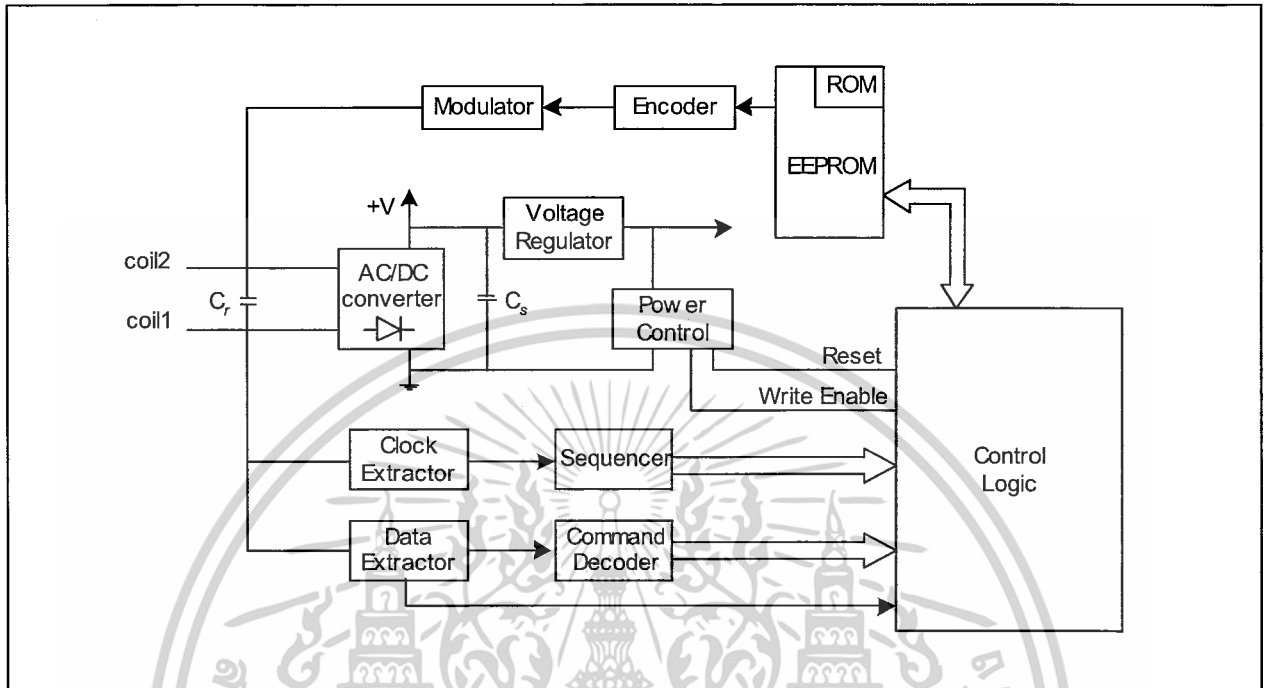 ROM
Modulator
Encoder
EEPROM
+V
Voltage
Regulator
coil2
AC/DC
converter
Cr
Cs
coil1
Power
Control
Reset
Write Enable
Clock
Extractor
Sequencer
Control
Logic
Data
Extractor
Command
Decoder